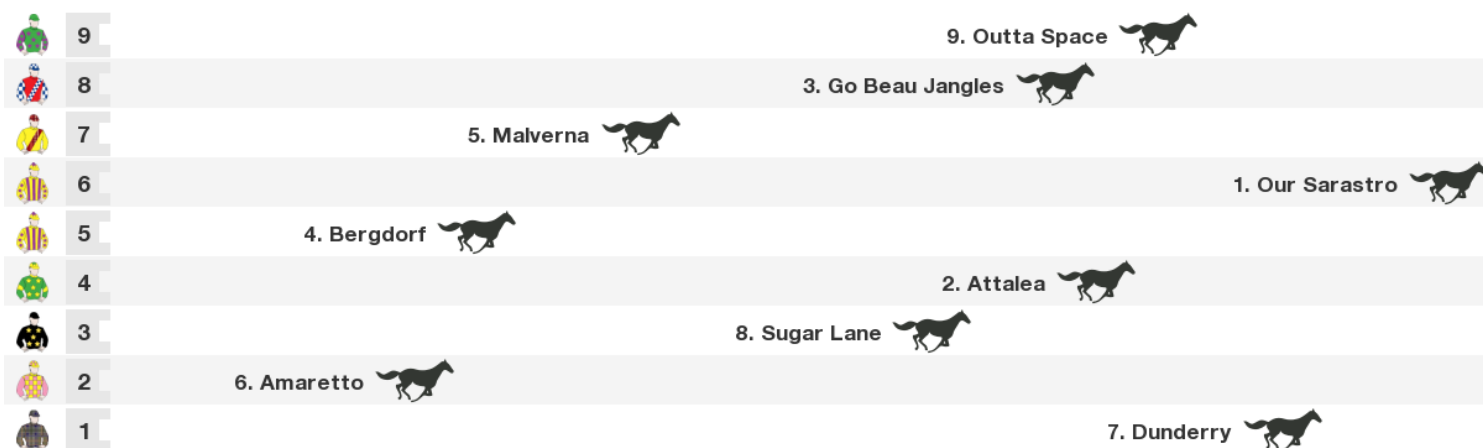 9 9. Outta Space
8 3. Go Beau Jangles
7 5. Malverna
6 1. Our Sarastro
5 4. Bergdorf
4 2. Attalea
3 8. Sugar Lane
2 6. Amaretto
1 7. Dunderry